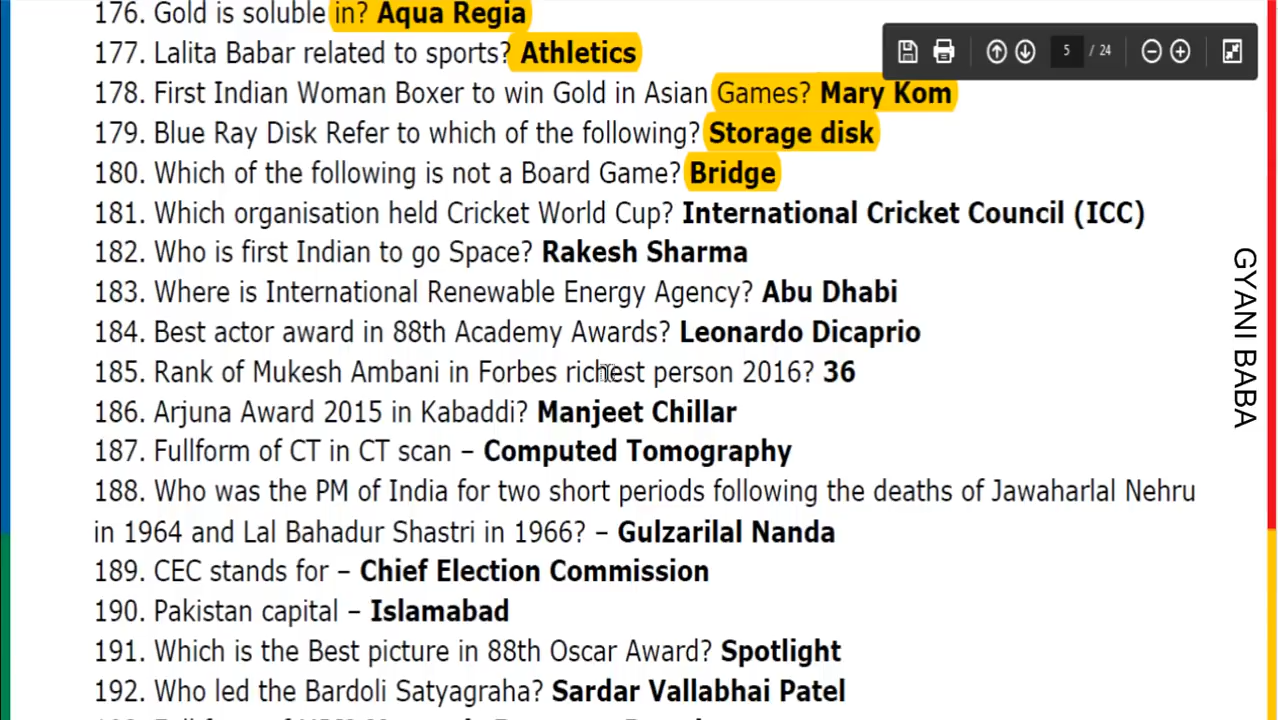 176. Gold is soluble in? Aqua Regia
177. Lalita Babar related to sports? Athletics
5 / 24
178. First Indian Woman Boxer to win Gold in Asian Games? Mary Kom
179. Blue Ray Disk Refer to which of the following? Storage disk
180. Which of the following is not a Board Game? Bridge
181. Which organisation held Cricket World Cup? International Cricket Council (ICC)
182. Who is first Indian to go Space? Rakesh Sharma
183. Where is International Renewable Energy Agency? Abu Dhabi
184. Best actor award in 88th Academy Awards? Leonardo Dicaprio
185. Rank of Mukesh Ambani in Forbes richest person 2016? 36
186. Arjuna Award 2015 in Kabaddi? Manjeet Chillar
187. Fullform of CT in CT scan – Computed Tomography
188. Who was the PM of India for two short periods following the deaths of Jawaharlal Nehru
in 1964 and Lal Bahadur Shastri in 1966? – Gulzarilal Nanda
189. CEC stands for – Chief Election Commission
190. Pakistan capital – Islamabad
191. Which is the Best picture in 88th Oscar Award? Spotlight
192. Who led the Bardoli Satyagraha? Sardar Vallabhai Patel
GYANI BABA